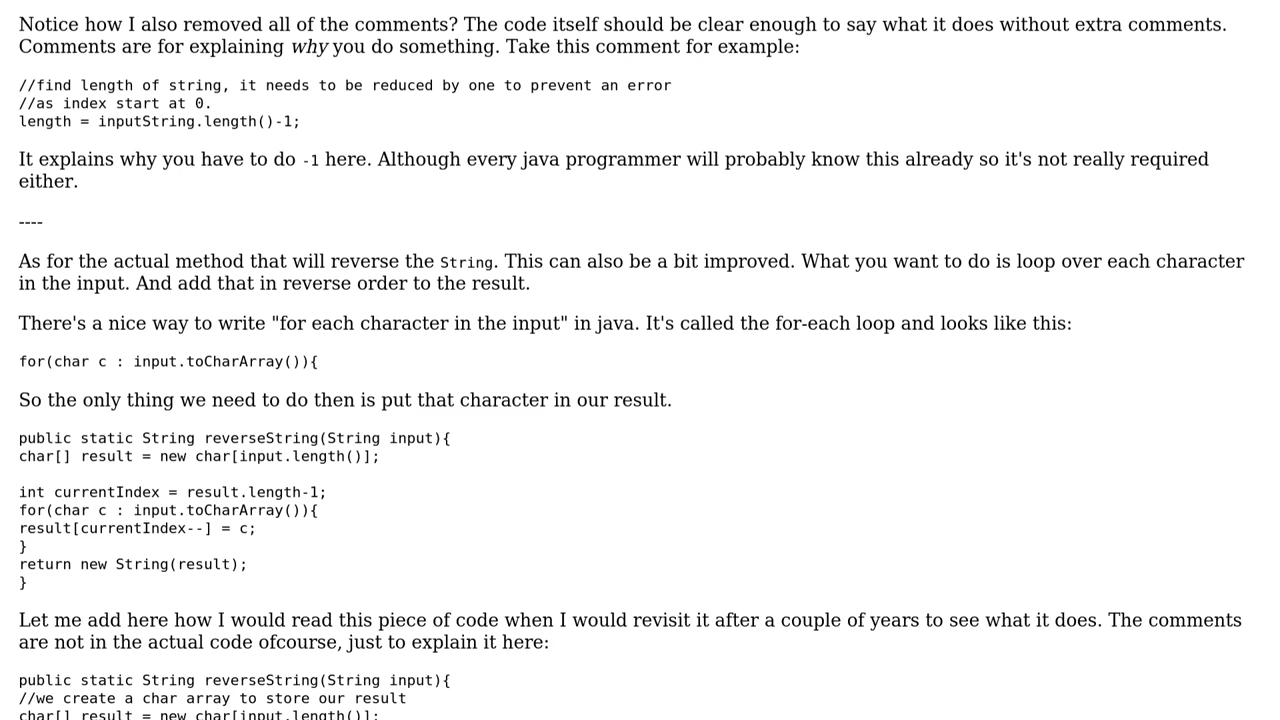 Notice how I also removed all of the comments? The code itself should be clear enough to say what it does without extra comments.
Comments are for explaining why you do something. Take this comment for example:
//find length of string, it needs to be reduced by one to prevent an error
//as index start at 0.
length = inputString.length()-1;
It explains why you have to do -1 here. Although every java programmer will probably know this already so it's not really required
either.
----
As for the actual method that will reverse the String. This can also be a bit improved. What you want to do is loop over each character
in the input. And add that in reverse order to the result.
There's a nice way to write "for each character in the input" in java. It's called the for-each loop and looks like this:
for(char c : input.toCharArray()){
So the only thing we need to do then is put that character in our result.
public static String reverseString(String input){
char[] result = new char[input.length()];
int currentIndex = result.length-1;
for(char c : input.toCharArray()){
result[currentIndex--] = c;
}
return new String(result);
}
Let me add here how I would read this piece of code when I would revisit it after a couple of years to see what it does. The comments
are not in the actual code ofcourse, just to explain it here:
public static String reverseString(String input){
//we create a char array to store our result
char[] result = new char[input.length()];